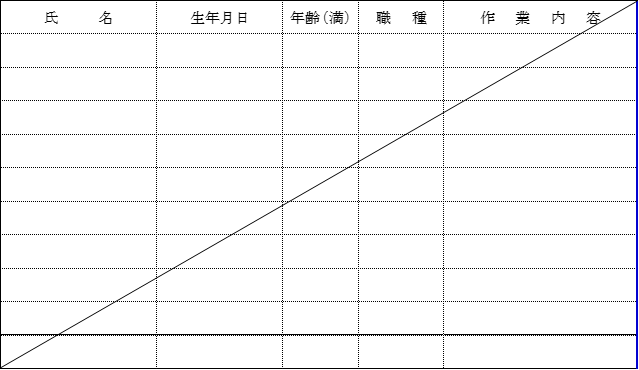 氏　　名　生年月日　年齢(満)　職　種　作　業　内　容